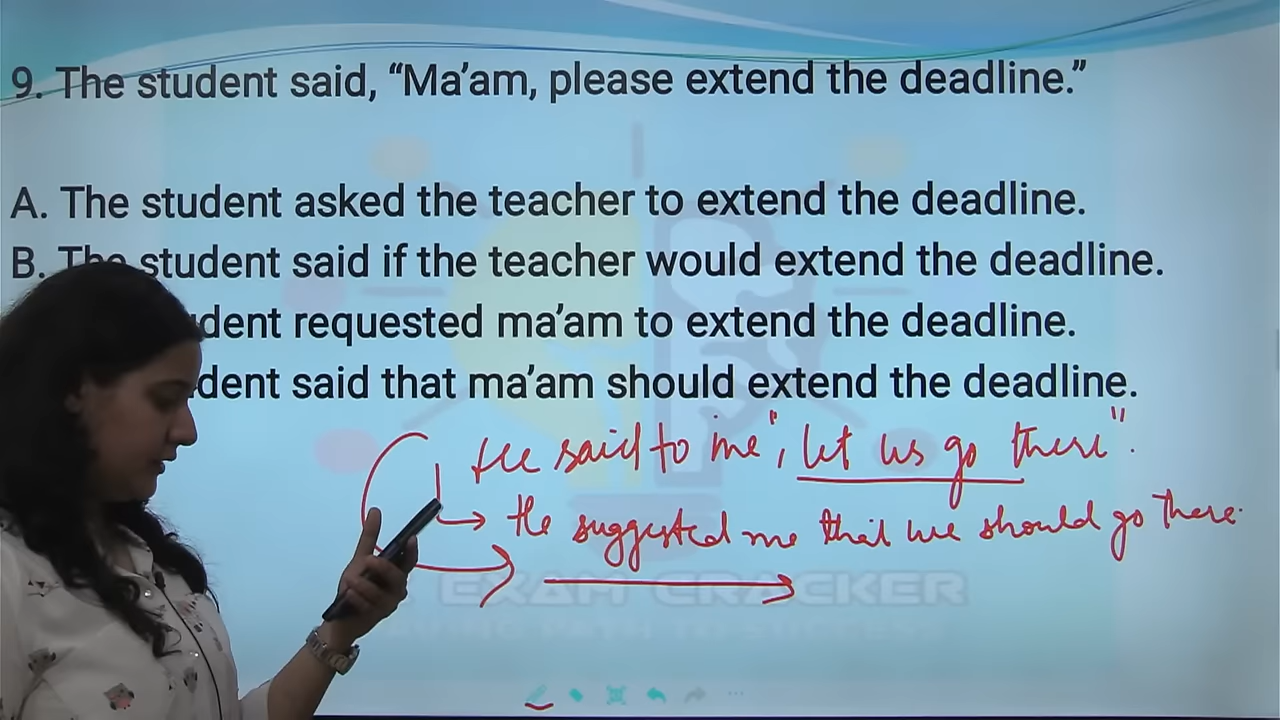 9. The student said, “Ma’am, please extend the deadline.”
A. The student asked the teacher to extend the deadline.
B. The student said if the teacher would extend the deadline.
dent requested ma’am to extend the deadline.
dent said that ma’am should extend the deadline.
He said to me", let us go there".
He suggested me that we should go there.
EXAM CRACKER